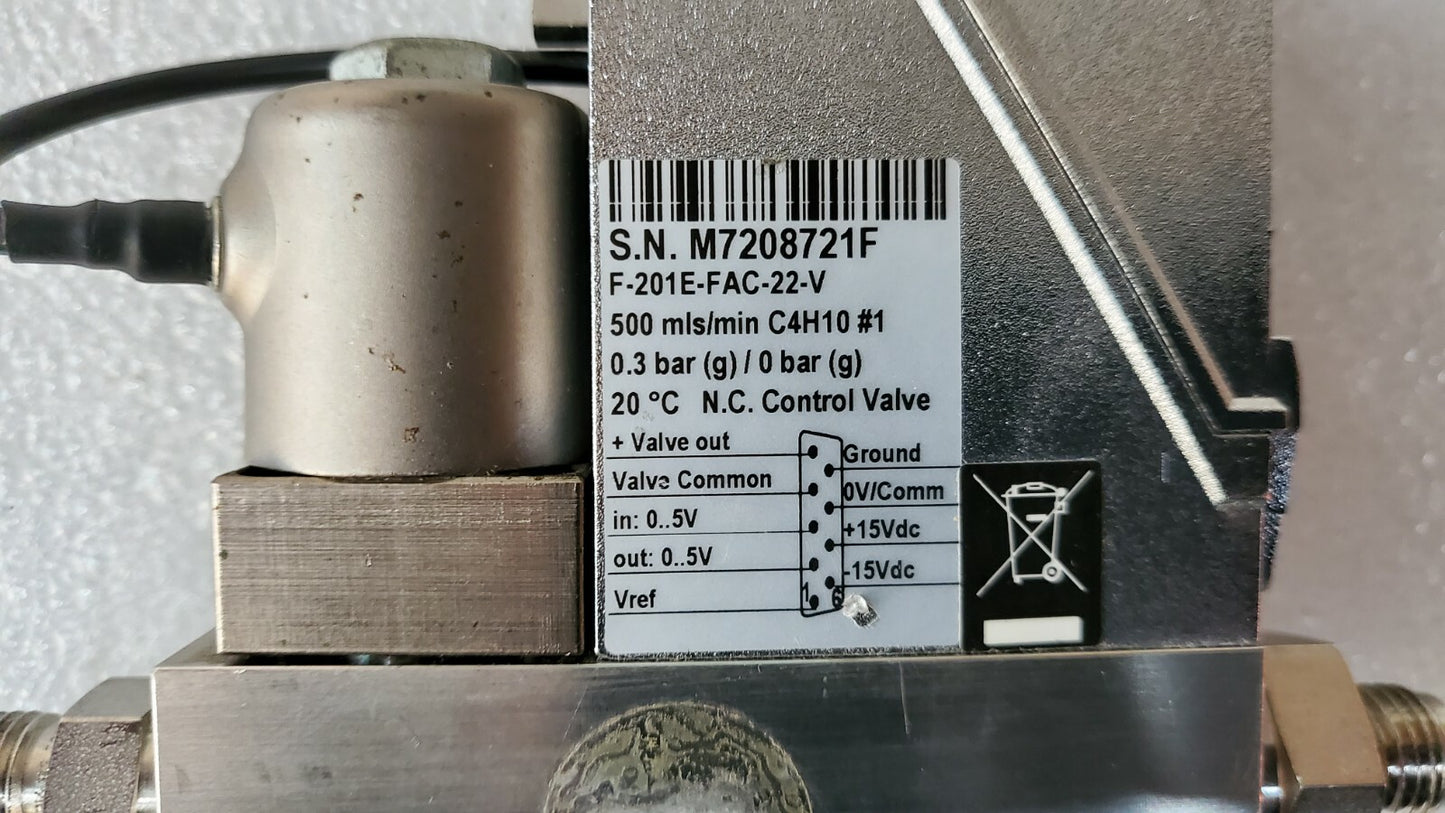 S.N. M7208721F
F-201E-FAC-22-V
500 mls/min C4H10 #1
0.3 bar (g) / 0 bar (g)
20 °C N.C. Control Valve
+ Valve out
Ground
Valve Common
0V/Comm
in: 0..5V
+15Vdc
out: 0..5V
-15Vdc
Vref
1 6